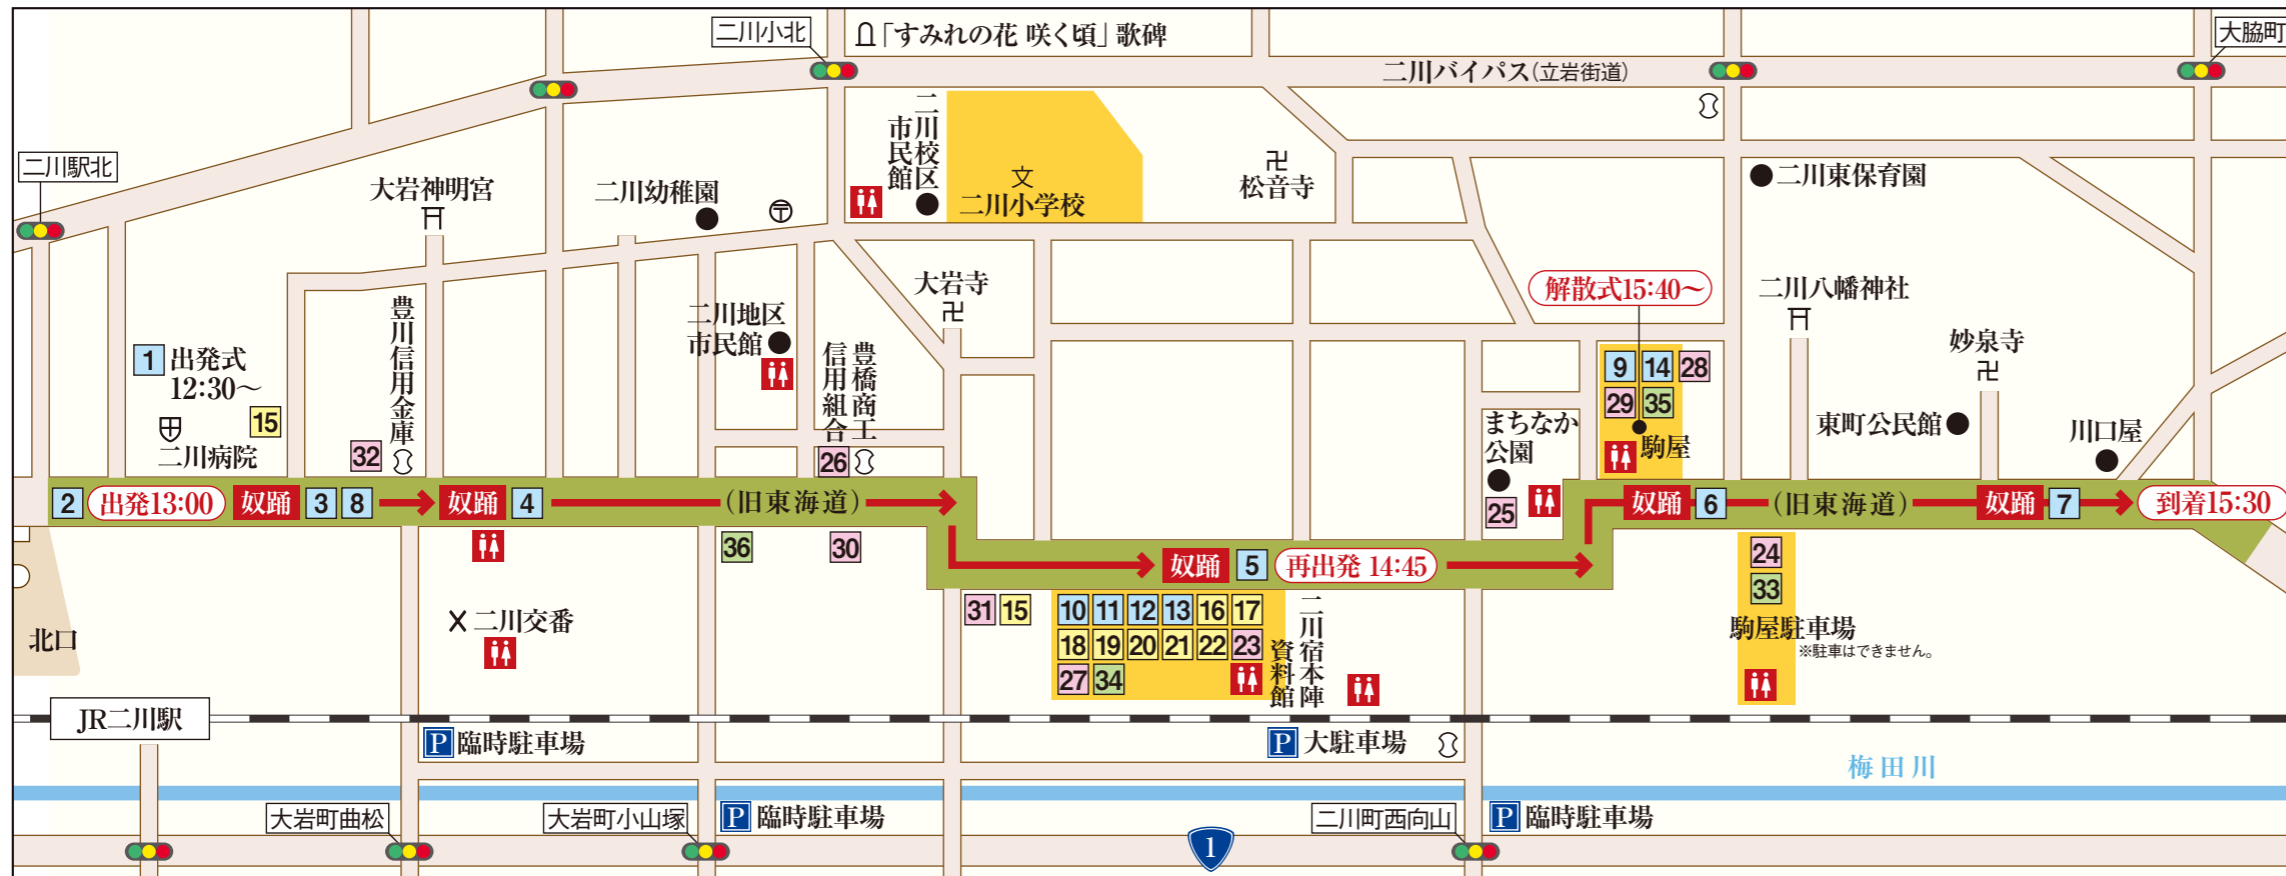 二川小北
「すみれの花 咲く頃」歌碑
大脇町
二川バイパス(立岩街道)
二川駅北
二川校区
市民館
文
二川小学校
卍
松音寺
二川東保育園
大岩神明宮
二川幼稚園
〒
大岩寺
卍
解散式15:40～
二川八幡神社
妙泉寺
卍
1 出発式
12:30～
15
二川病院
豊川信用金庫
32
二川地区
市民館
豊橋商工
信用組合
26
まちなか
公園
25
9 14 28
29 35
駒屋
東町公民館
川口屋
2 出発13:00 奴踊 3 8 奴踊 4 (旧東海道)
奴踊 6 (旧東海道) 奴踊 7 到着15:30
36
30
奴踊 5 再出発 14:45
31 15
10 11 12 13 16 17
18 19 20 21 22 23
27 34
二川宿本陣
資料館
24
33
駒屋駐車場
※駐車はできません。
二川交番
北口
JR二川駅
P 臨時駐車場
P 大駐車場
梅田川
大岩町曲松
大岩町小山塚
P 臨時駐車場
二川町西向山
P 臨時駐車場
1